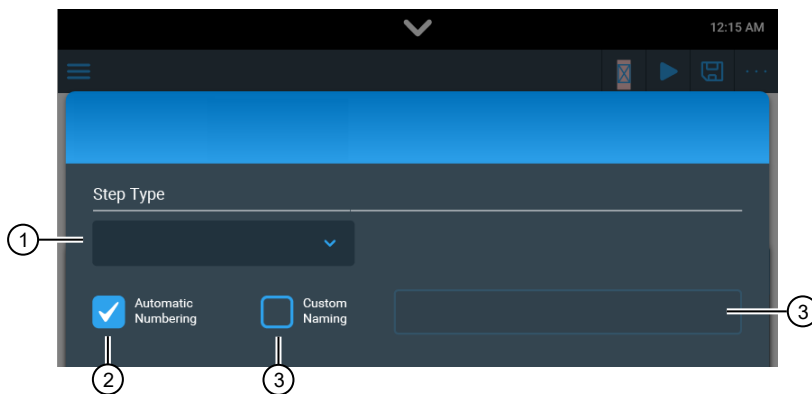 12:15 AM
Step Type
1
Automatic
Numbering
Custom
Naming
3
2
3